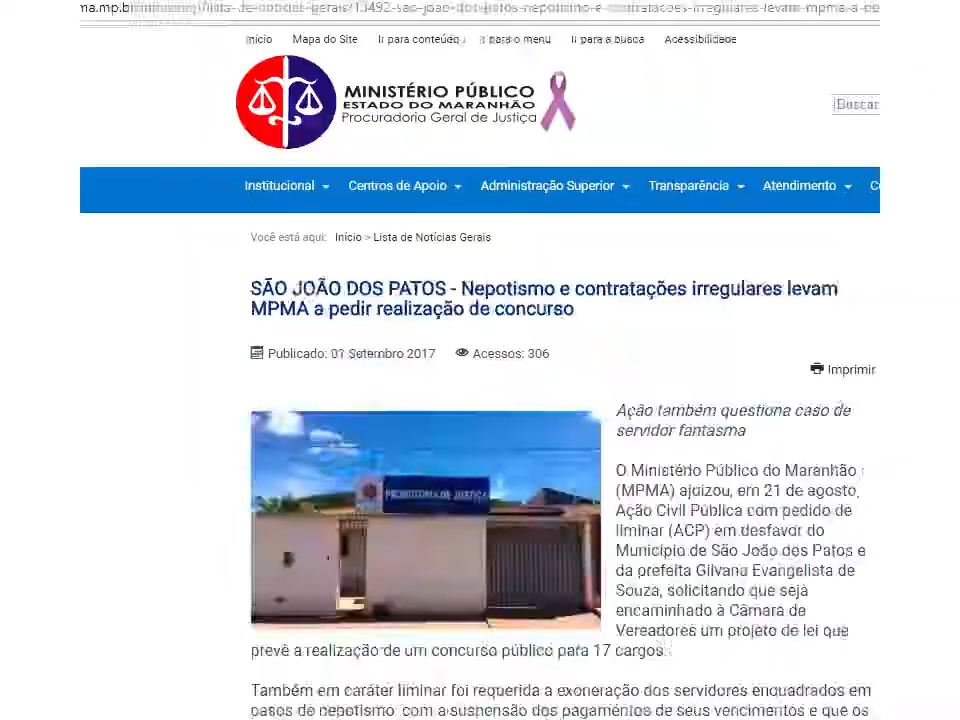 Início Mapa do Site Ir para conteúdo Ir para o menu Ir para a busca Acessibilidade
MINISTÉRIO PÚBLICO
ESTADO DO MARANHÃO
Procuradoria Geral de Justiça
Buscar
Institucional Centros de Apoio Administração Superior Transparência Atendimento
Você está aqui: Início > Lista de Notícias Gerais
SÃO JOÃO DOS PATOS - Nepotismo e contratações irregulares levam
MPMA a pedir realização de concurso
Publicado: 01 Setembro 2017 Acessos: 306
Imprimir
Ação também questiona caso de
servidor fantasma
O Ministério Público do Maranhão
(MPMA) ajuizou, em 21 de agosto,
Ação Civil Pública com pedido de
liminar (ACP) em desfavor do
PROMOTORIA DE JUSTIÇA
Município de São João dos Patos e
da prefeita Gilvana Evangelista de
Souza, solicitando que seja
encaminhado à Câmara de
Vereadores um projeto de lei que
prevê a realização de um concurso público para 17 cargos.
Também em caráter liminar foi requerida a exoneração dos servidores enquadrados em
casos de nepotismo com a suspensão dos pagamentos de seus vencimentos e que os